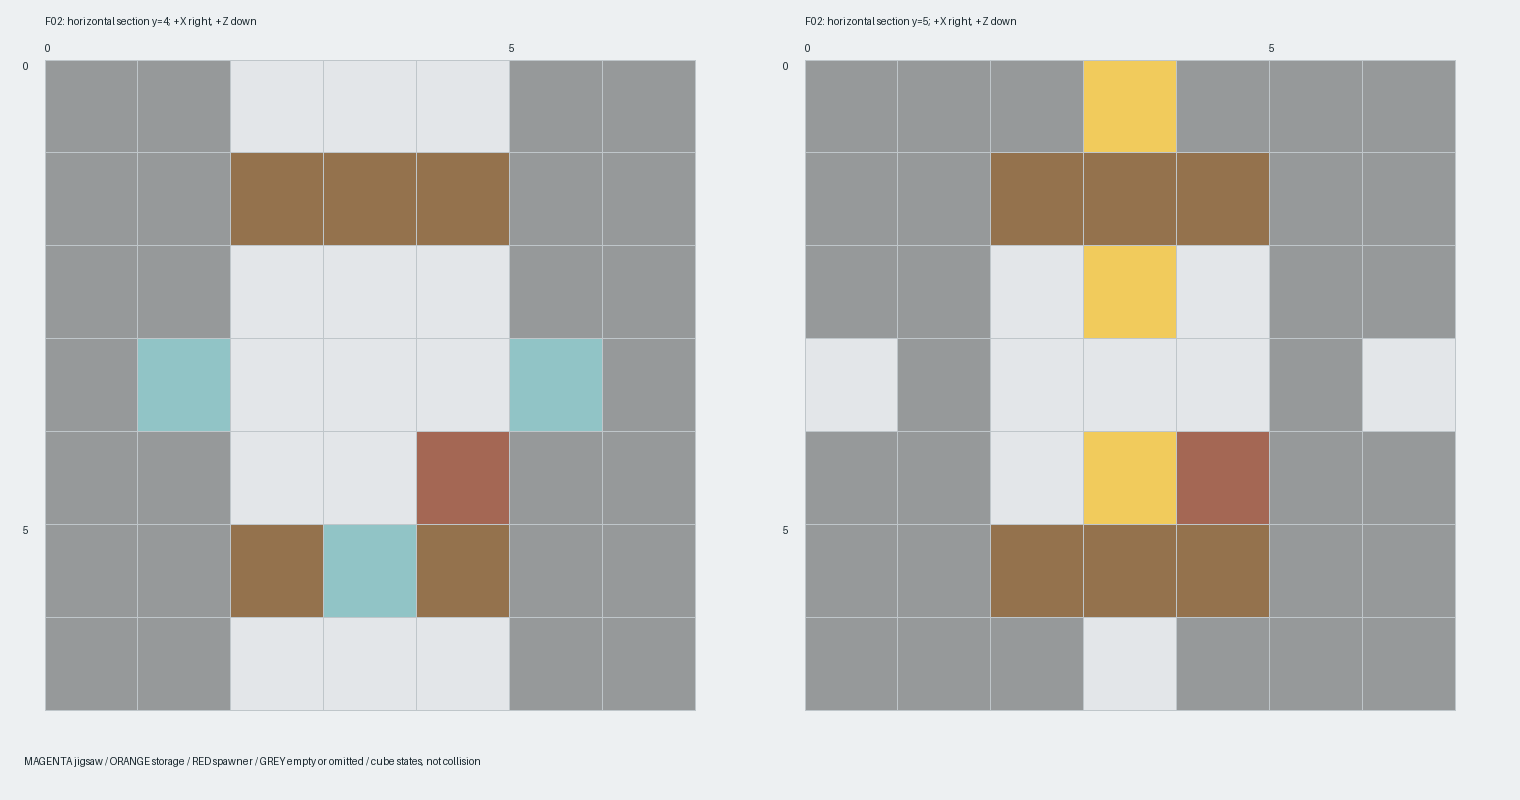 F02: horizontal section y=4; +X right, +Z down
F02: horizontal section y=5; +X right, +Z down
0 5
0 5
0
0
5
5
MAGENTA jigsaw / ORANGE storage / RED spawner / GREY empty or omitted / cube states, not collision